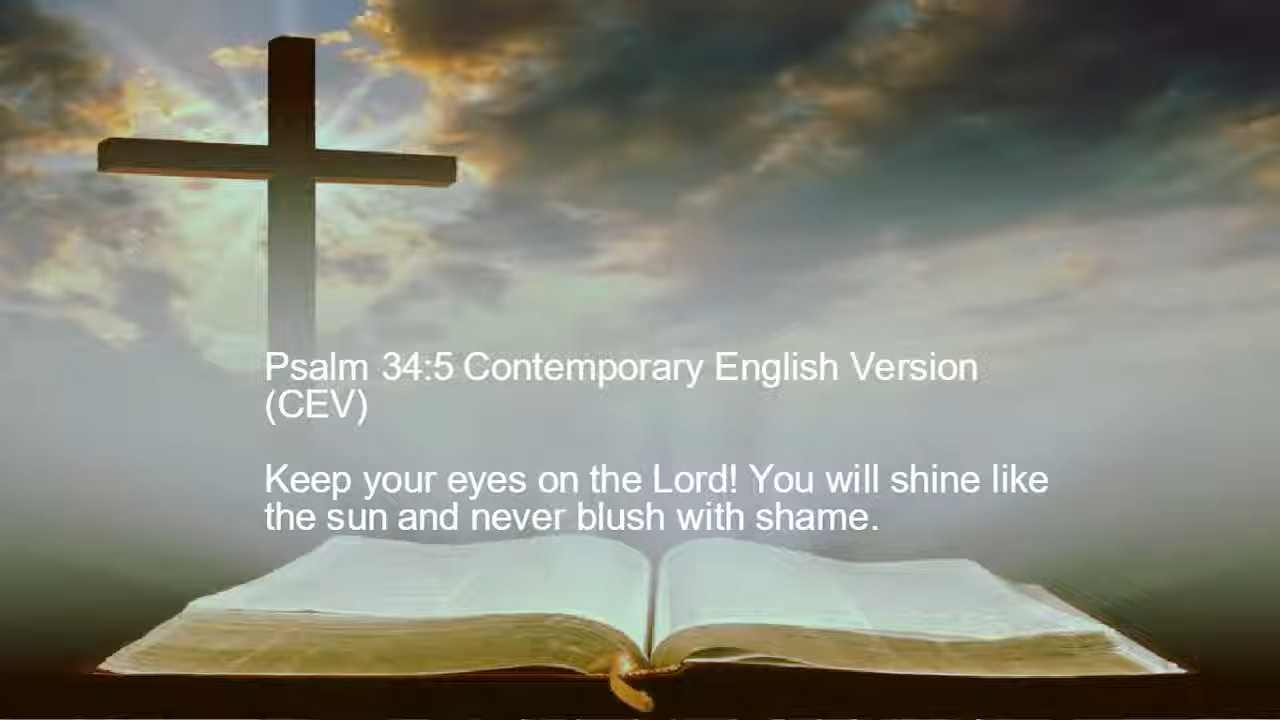 Psalm 34:5 Contemporary English Version
(CEV)
Keep your eyes on the Lord! You will shine like
the sun and never blush with shame.